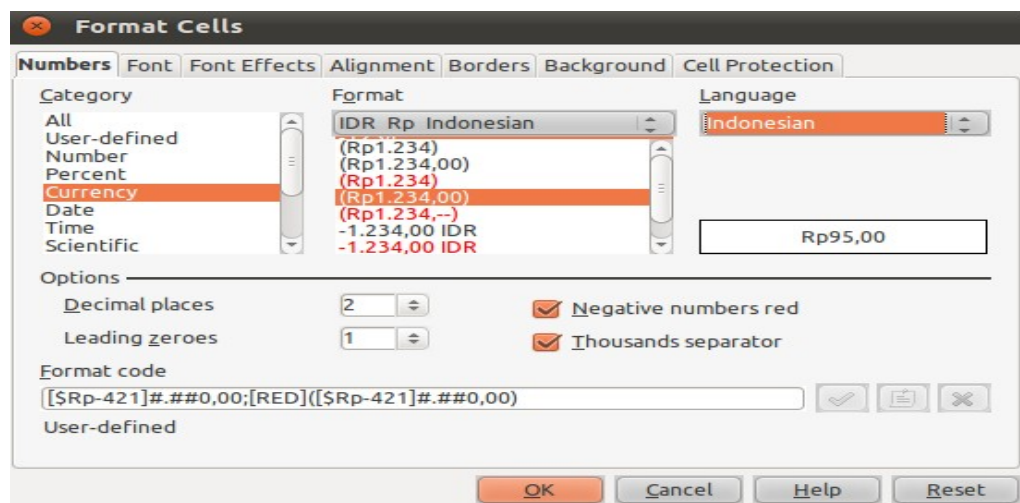 Format Cells
Numbers Font Font Effects Alignment Borders Background Cell Protection
Category
All
User-defined
Number
Percent
Currency
Date
Time
Scientific
Format
IDR Rp Indonesian
(Rp1.234)
(Rp1.234,00)
(Rp1.234)
(Rp1.234,00)
(Rp1.234,--)
-1.234,00 IDR
-1.234,00 IDR
Language
Indonesian
Rp95,00
Options
Decimal places 2
Negative numbers red
Leading zeroes 1
Thousands separator
Format code
[$Rp-421]#.##0,00;[RED]([$Rp-421]#.##0,00)
User-defined
OK Cancel Help Reset